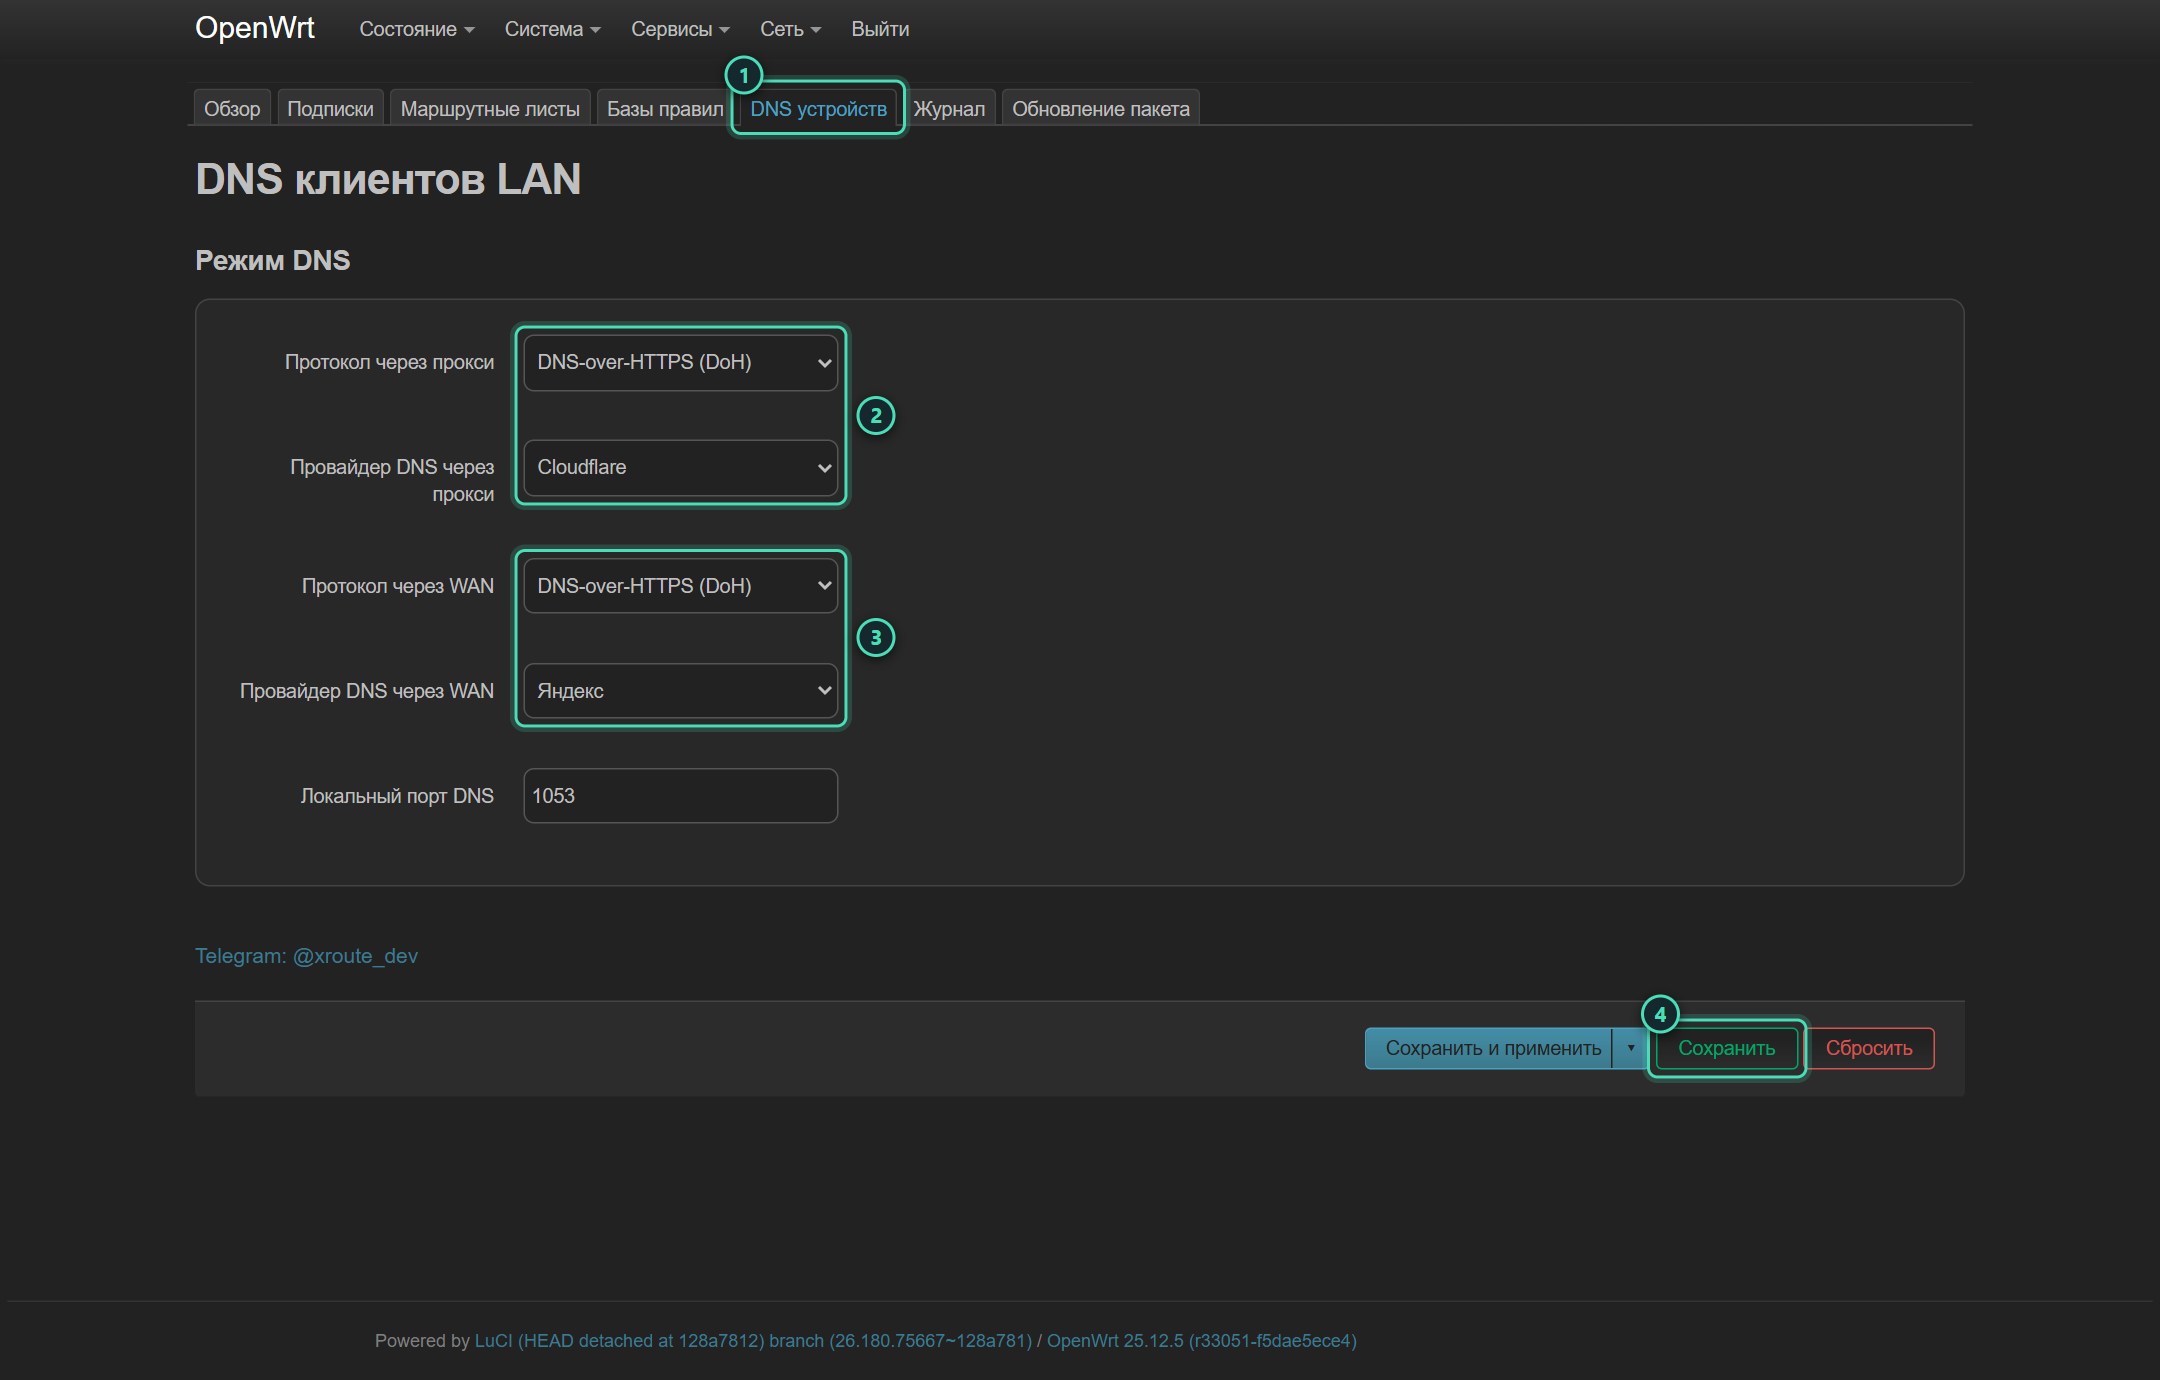 OpenWrt Состояние Система Сервисы Сеть Выйти
1
Обзор Подписки Маршрутные листы Базы правил DNS устройств Журнал Обновление пакета
DNS клиентов LAN
Режим DNS
Протокол через прокси DNS-over-HTTPS (DoH)
2
Провайдер DNS через Cloudflare
прокси
Протокол через WAN DNS-over-HTTPS (DoH)
3
Провайдер DNS через WAN Яндекс
Локальный порт DNS 1053
Telegram: @xroute_dev
4
Сохранить и применить Сохранить Сбросить
Powered by LuCI (HEAD detached at 128a7812) branch (26.180.75667~128a781) / OpenWrt 25.12.5 (r33051-f5dae5ece4)